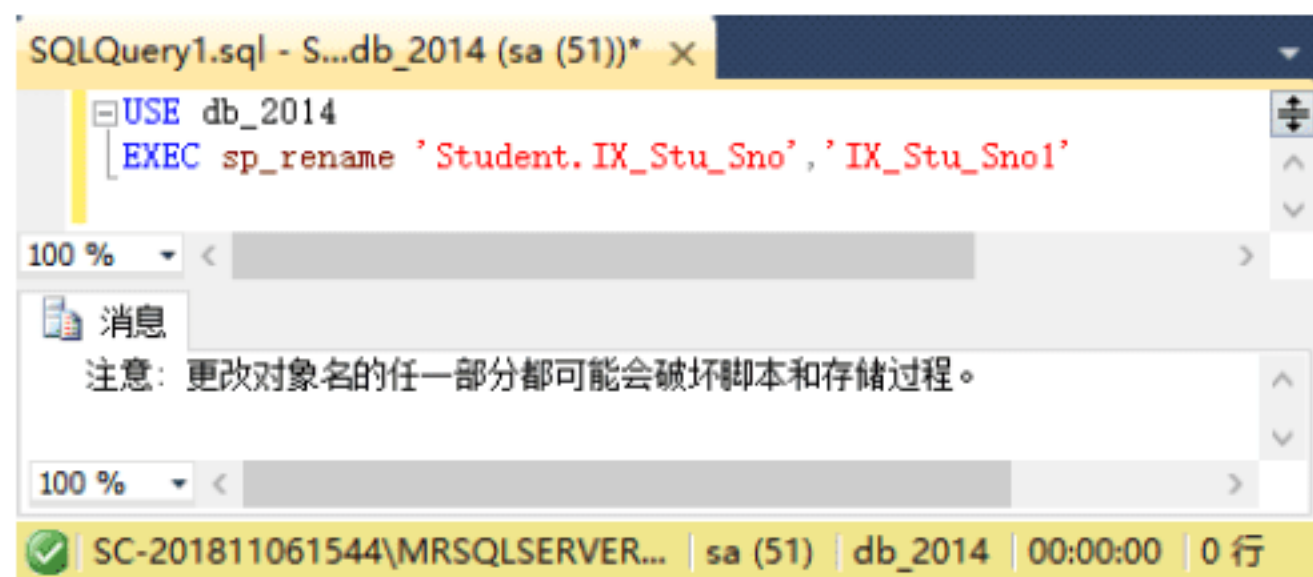 SQLQuery1.sql - S...db_2014 (sa (51))*
USE db_2014
EXEC sp_rename 'Student.IX_Stu_Sno','IX_Stu_Sno1'
100 %
消息
注意: 更改对象名的任一部分都可能会破坏脚本和存储过程。
100 %
SC-201811061544\MRSQLSERVER... sa (51) db_2014 00:00:00 0 行